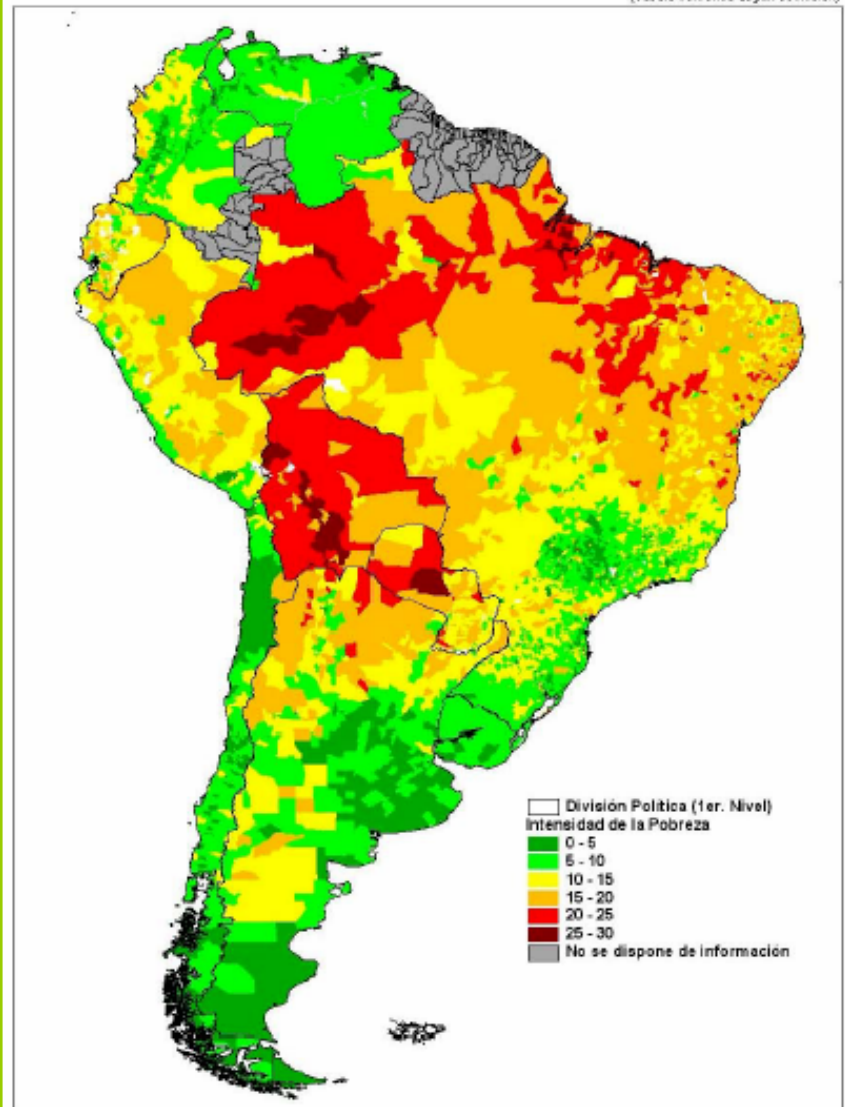 División Política (1er. Nivel)
Intensidad de la Pobreza
0 - 5
5 - 10
10 - 15
15 - 20
20 - 25
25 - 30
No se dispone de información